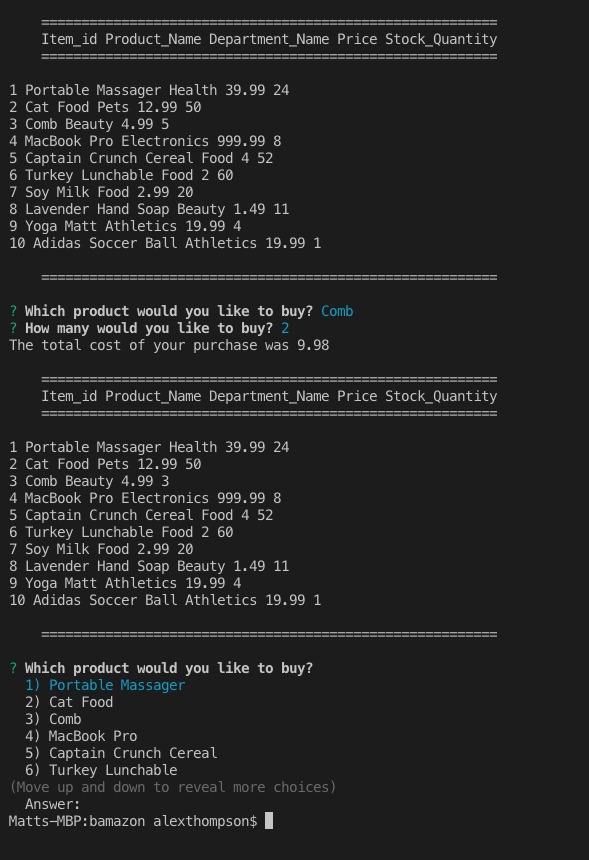 =========================================================
Item_id Product_Name Department_Name Price Stock_Quantity
=========================================================
1 Portable Massager Health 39.99 24
2 Cat Food Pets 12.99 50
3 Comb Beauty 4.99 5
4 MacBook Pro Electronics 999.99 8
5 Captain Crunch Cereal Food 4 52
6 Turkey Lunchable Food 2 60
7 Soy Milk Food 2.99 20
8 Lavender Hand Soap Beauty 1.49 11
9 Yoga Matt Athletics 19.99 4
10 Adidas Soccer Ball Athletics 19.99 1
=========================================================
? Which product would you like to buy? Comb
? How many would you like to buy? 2
The total cost of your purchase was 9.98
=========================================================
Item_id Product_Name Department_Name Price Stock_Quantity
=========================================================
1 Portable Massager Health 39.99 24
2 Cat Food Pets 12.99 50
3 Comb Beauty 4.99 3
4 MacBook Pro Electronics 999.99 8
5 Captain Crunch Cereal Food 4 52
6 Turkey Lunchable Food 2 60
7 Soy Milk Food 2.99 20
8 Lavender Hand Soap Beauty 1.49 11
9 Yoga Matt Athletics 19.99 4
10 Adidas Soccer Ball Athletics 19.99 1
=========================================================
? Which product would you like to buy?
1) Portable Massager
2) Cat Food
3) Comb
4) MacBook Pro
5) Captain Crunch Cereal
6) Turkey Lunchable
(Move up and down to reveal more choices)
Answer:
Matts-MBP:bamazon alexthompson$